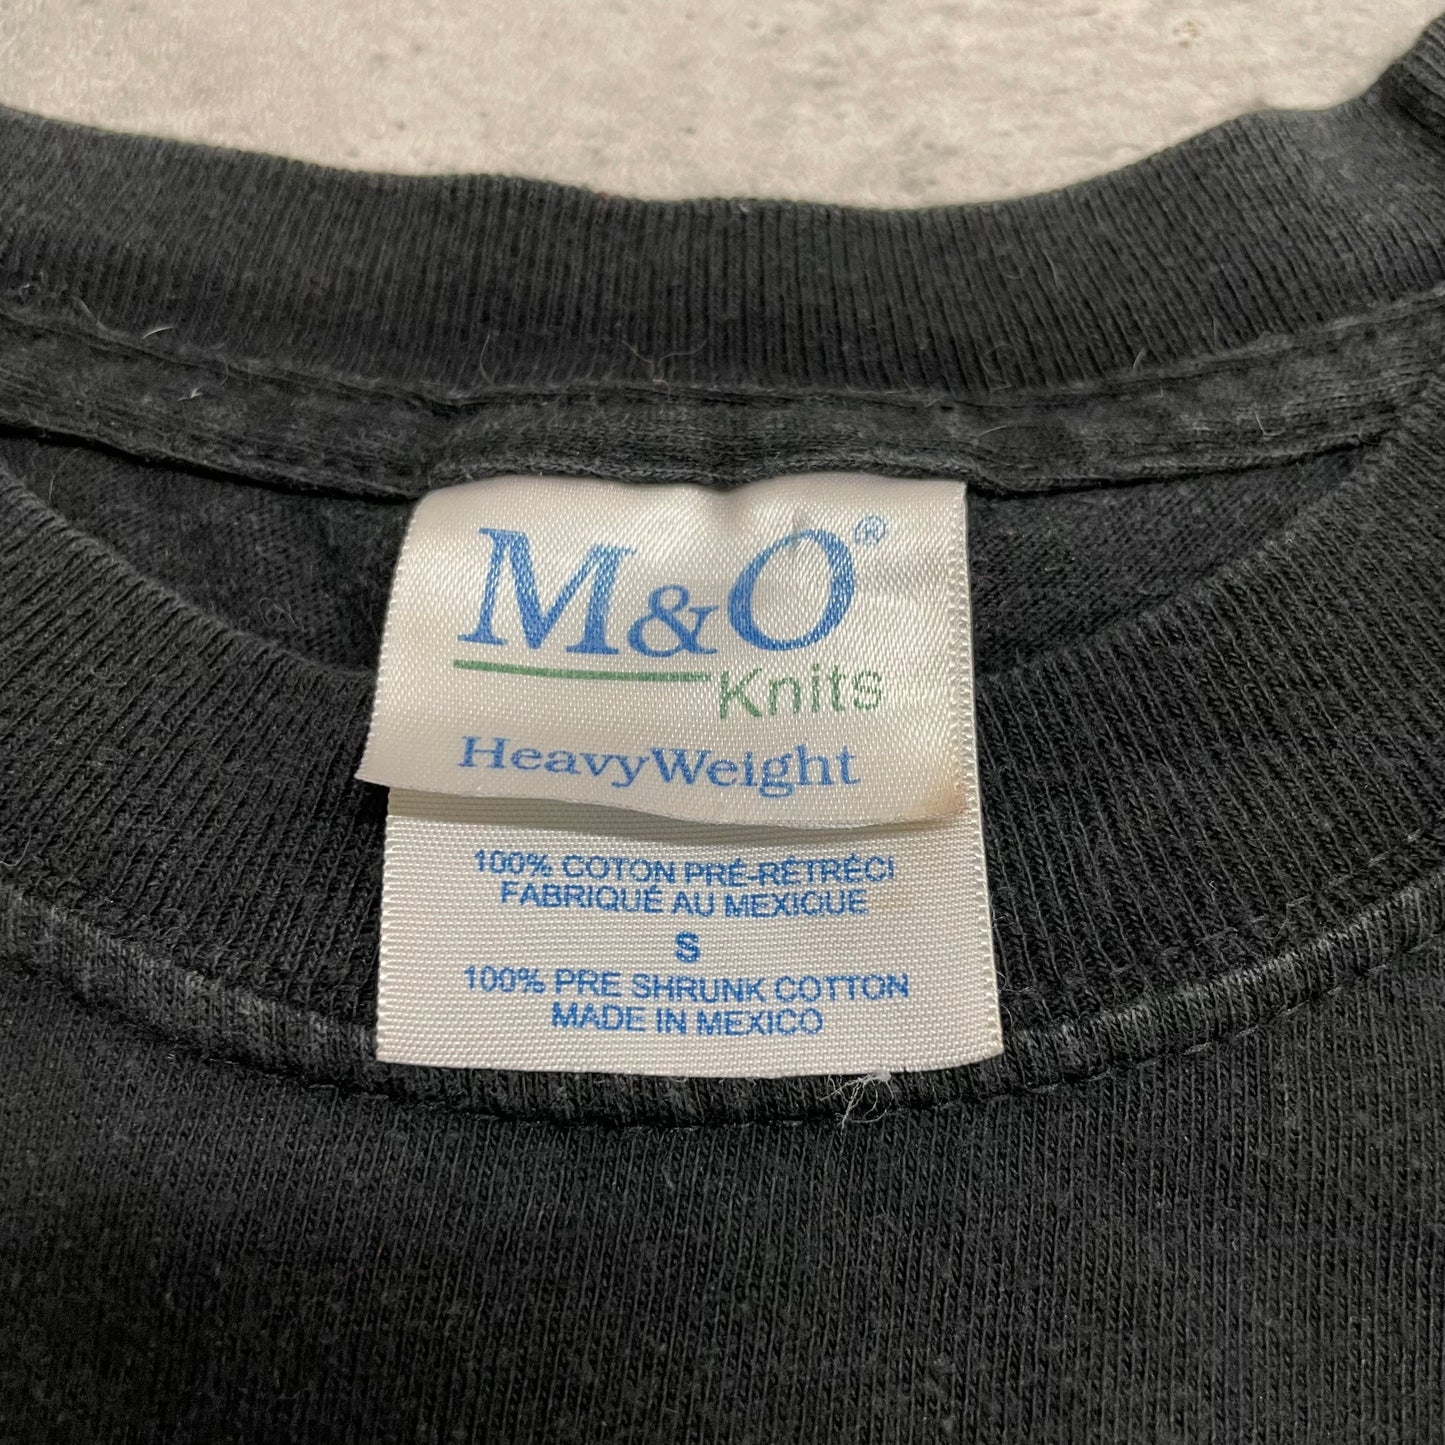 M&O®
Knits
HeavyWeight
100% COTON PRÉ-RÉTRÉCI
FABRIQUÉ AU MEXIQUE
S
100% PRE SHRUNK COTTON
MADE IN MEXICO